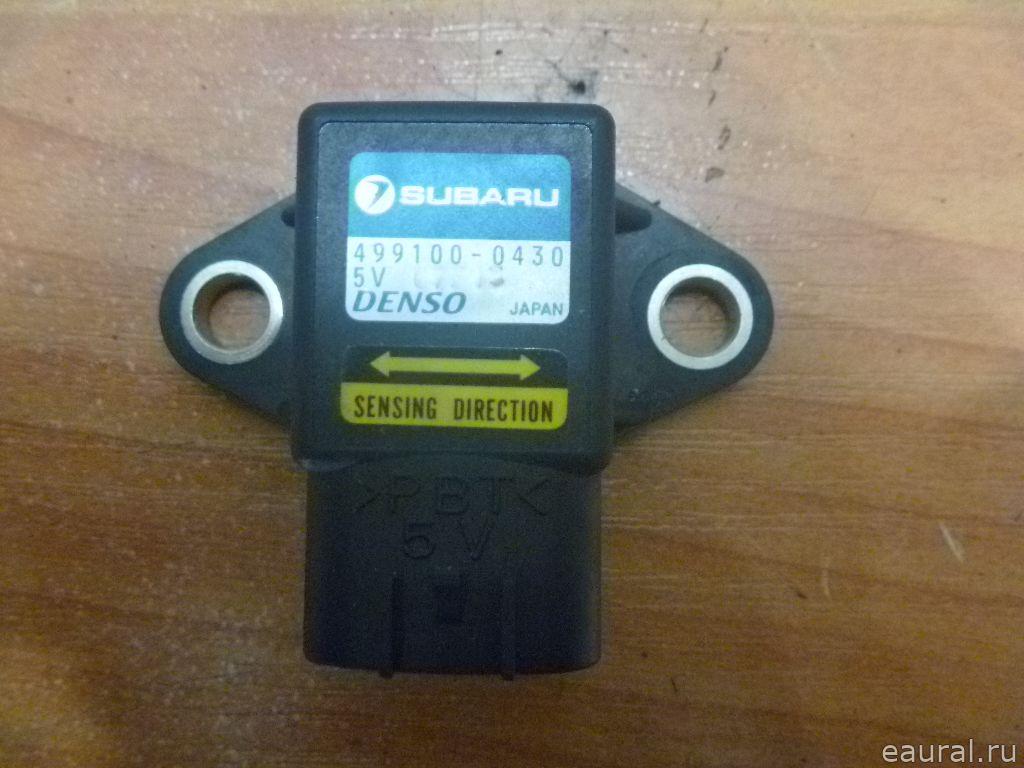 SUBARU
499100-0430
5V
DENSO JAPAN
SENSING DIRECTION
>PBT<
5V
eaural.ru